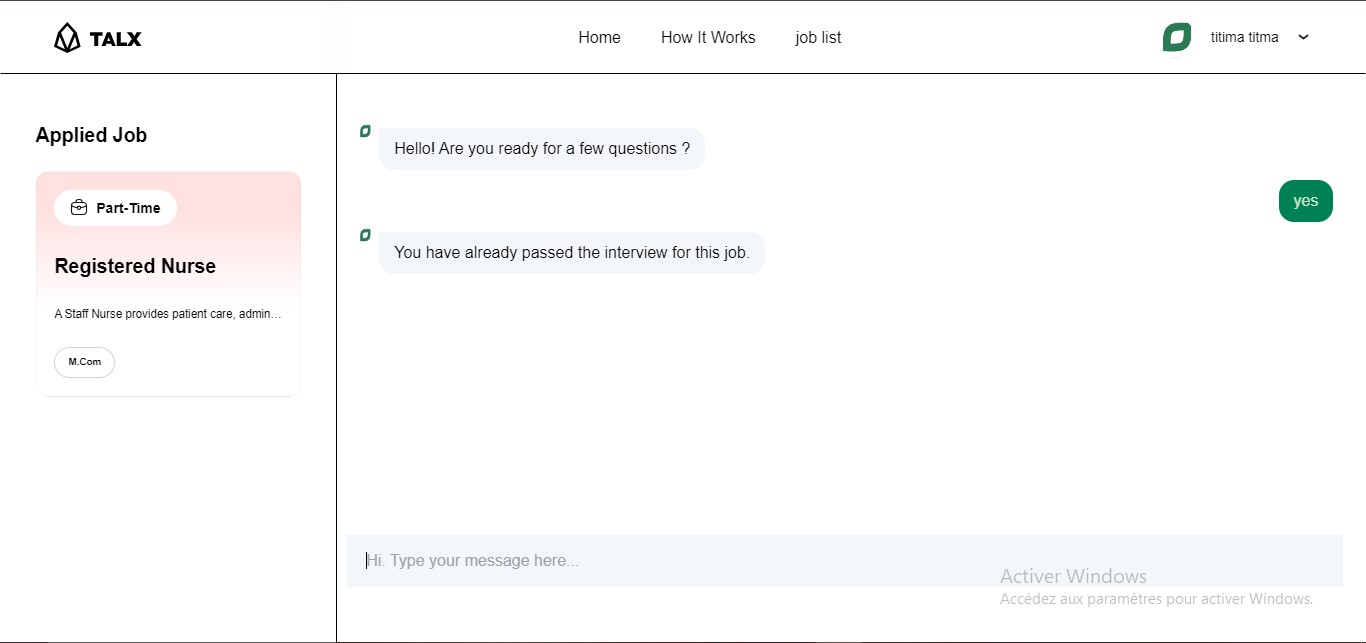 TALX
Home
How It Works
job list
titima titma
Applied Job
Part-Time
Registered Nurse
A Staff Nurse provides patient care, admin...
M.Com
Hello! Are you ready for a few questions ?
yes
You have already passed the interview for this job.
Hi. Type your message here...
Activer Windows
Accédez aux paramètres pour activer Windows.